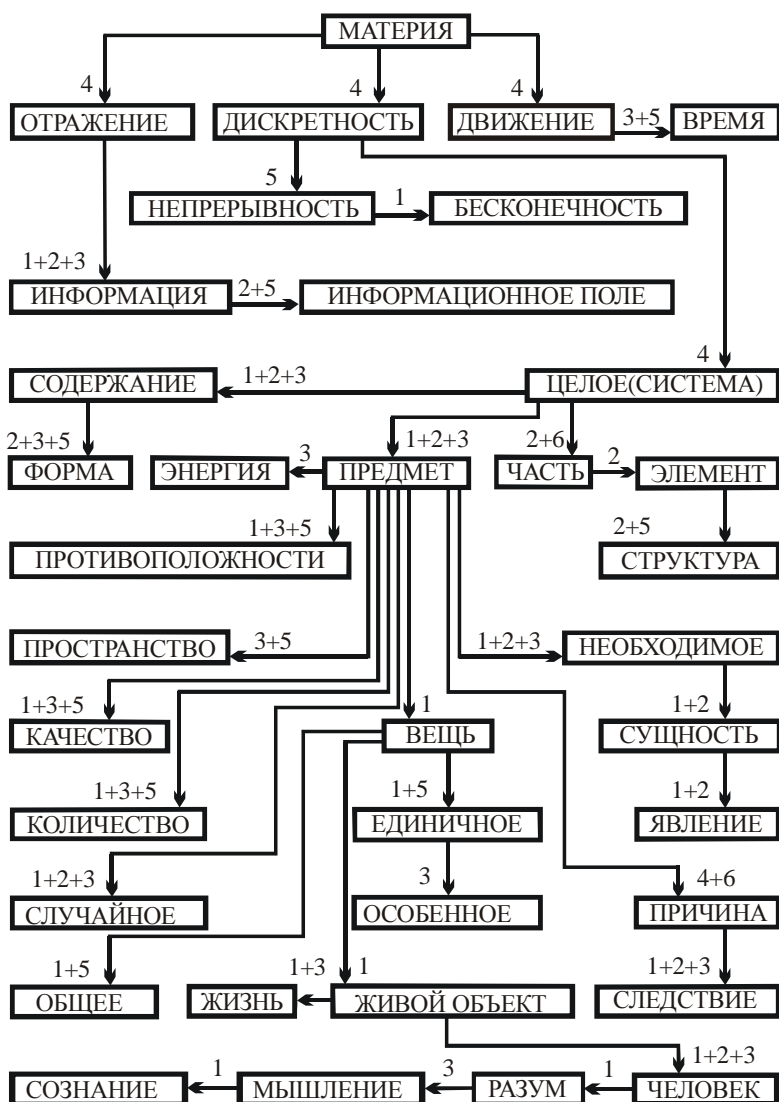 МАТЕРИЯ
4 4 4
ОТРАЖЕНИЕ ДИСКРЕТНОСТЬ ДВИЖЕНИЕ 3+5 ВРЕМЯ
5
НЕПРЕРЫВНОСТЬ 1 БЕСКОНЕЧНОСТЬ
1+2+3
ИНФОРМАЦИЯ 2+5 ИНФОРМАЦИОННОЕ ПОЛЕ
4
СОДЕРЖАНИЕ 1+2+3 ЦЕЛОЕ(СИСТЕМА)
2+3+5 1+2+3 2+6
ФОРМА ЭНЕРГИЯ 3 ПРЕДМЕТ ЧАСТЬ 2 ЭЛЕМЕНТ
1+3+5 2+5
ПРОТИВОПОЛОЖНОСТИ СТРУКТУРА
ПРОСТРАНСТВО 3+5 1+2+3 НЕОБХОДИМОЕ
1+3+5 1 1+2
КАЧЕСТВО ВЕЩЬ СУЩНОСТЬ
1+3+5 1+5 1+2
КОЛИЧЕСТВО ЕДИНИЧНОЕ ЯВЛЕНИЕ
1+2+3 3 4+6
СЛУЧАЙНОЕ ОСОБЕННОЕ ПРИЧИНА
1+5 1+3 1 1+2+3
ОБЩЕЕ ЖИЗНЬ ЖИВОЙ ОБЪЕКТ СЛЕДСТВИЕ
1+2+3
СОЗНАНИЕ 1 МЫШЛЕНИЕ 3 РАЗУМ 1 ЧЕЛОВЕК